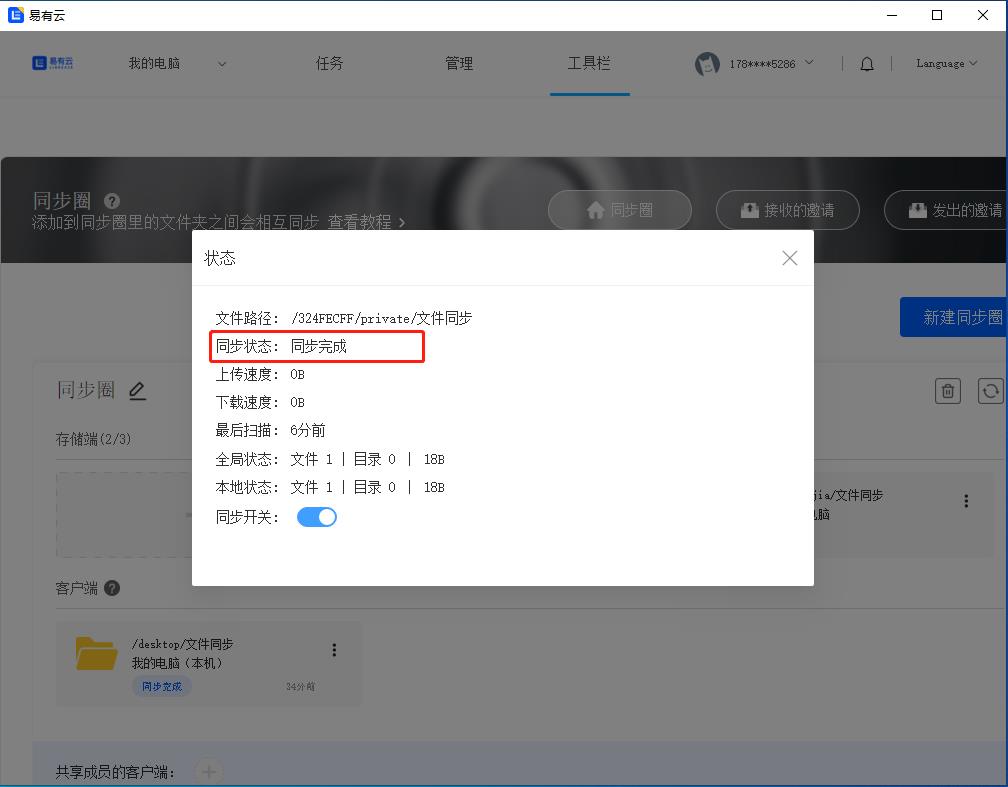 易有云
易有云
我的电脑 任务 管理 工具栏 178****5286 Language
同步圈 ?
添加到同步圈里的文件夹之间会相互同步 查看教程 >
同步圈 接收的邀请 发出的邀请
状态
文件路径: /324FECFF/private/文件同步
同步状态: 同步完成
上传速度: 0B
下载速度: 0B
最后扫描: 6分前
全局状态: 文件 1 | 目录 0 | 18B
本地状态: 文件 1 | 目录 0 | 18B
同步开关:
新建同步圈
同步圈
存储端(2/3)
jia/文件同步
电脑
客户端 ?
/desktop/文件同步
我的电脑（本机）
同步完成 34分前
共享成员的客户端: